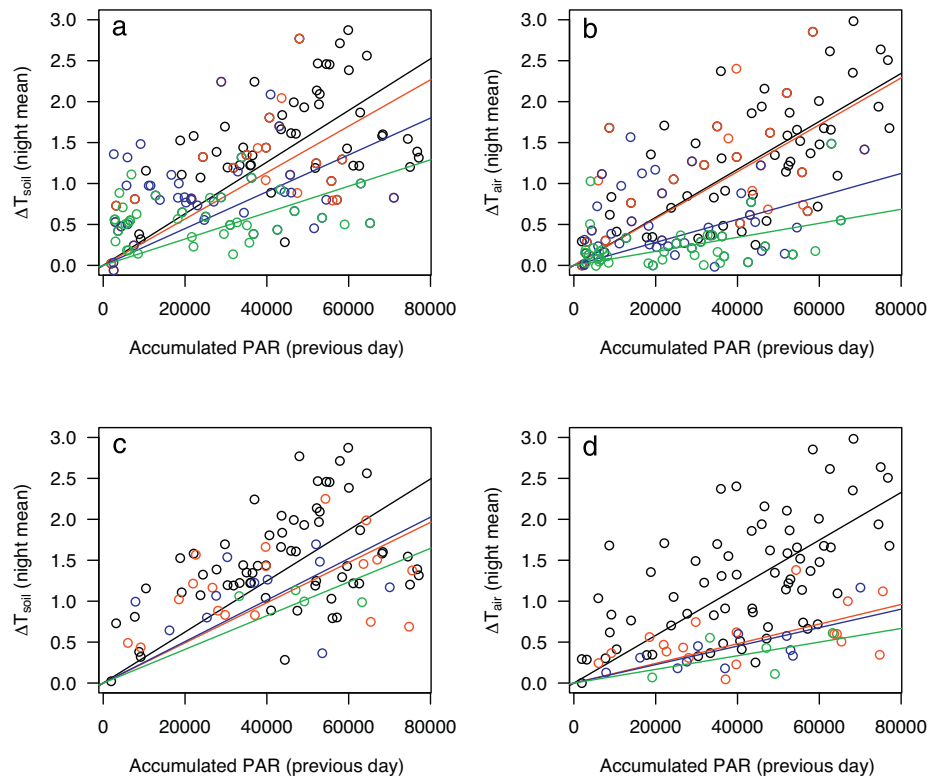 a
3.0
2.5
2.0
1.5
1.0
0.5
0.0
ΔTsoil (night mean)
0 20000 40000 60000 80000
Accumulated PAR (previous day)
b
3.0
2.5
2.0
1.5
1.0
0.5
0.0
ΔTair (night mean)
0 20000 40000 60000 80000
Accumulated PAR (previous day)
c
3.0
2.5
2.0
1.5
1.0
0.5
0.0
ΔTsoil (night mean)
0 20000 40000 60000 80000
Accumulated PAR (previous day)
d
3.0
2.5
2.0
1.5
1.0
0.5
0.0
ΔTair (night mean)
0 20000 40000 60000 80000
Accumulated PAR (previous day)